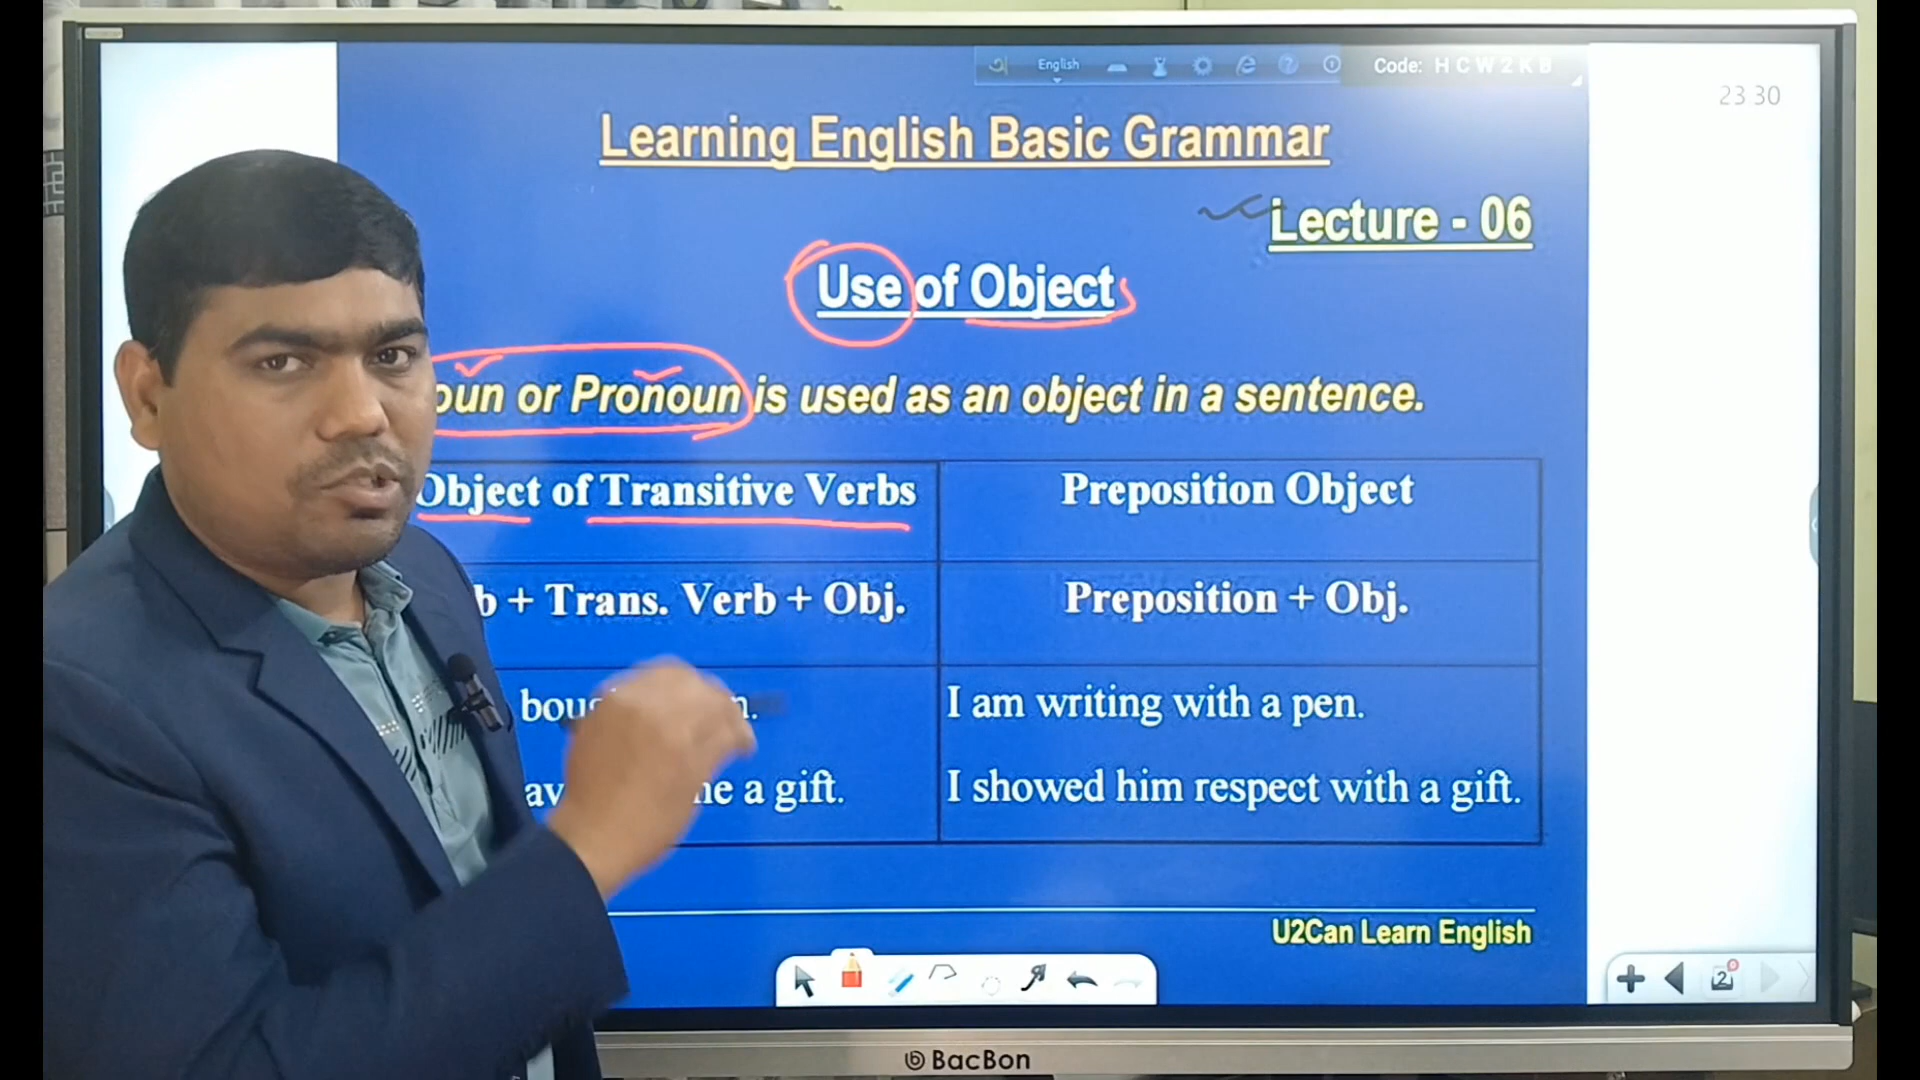 English
Code: HCW2KB
23 30
Learning English Basic Grammar
Lecture - 06
Use of Object
or Pronoun is used as an object in a sentence.
Object of Transitive Verbs
Preposition Object
+ Trans. Verb + Obj.
Preposition + Obj.
I am writing with a pen.
a gift.
I showed him respect with a gift.
U2Can Learn English
2
BacBon